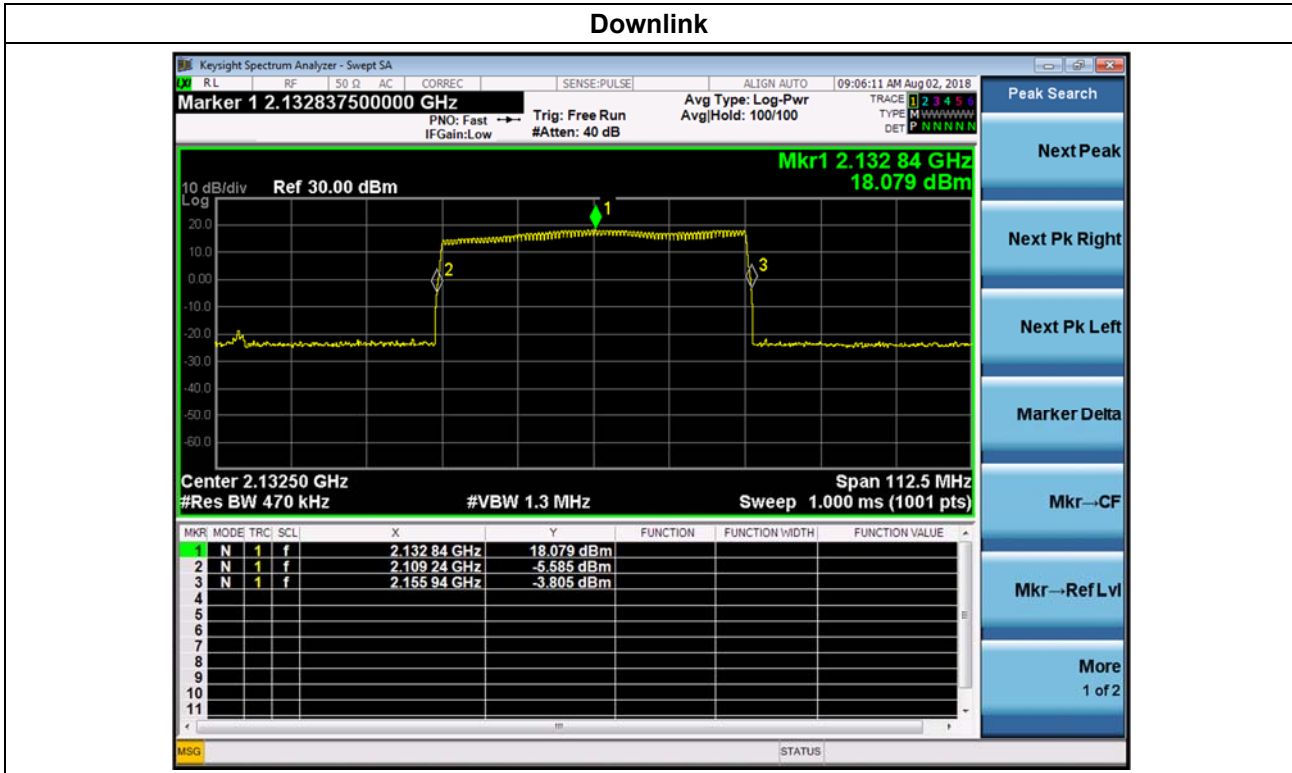 Downlink
Keysight Spectrum Analyzer - Swept SA
LXI RL RF 50 Ω AC CORREC SENSE:PULSE ALIGN AUTO 09:06:11 AM Aug 02, 2018
Marker 1 2.132837500000 GHz
PNO: Fast
IFGain:Low
Trig: Free Run
#Atten: 40 dB
Avg Type: Log-Pwr
Avg|Hold: 100/100
TRACE 1 2 3 4 5 6
TYPE M WWWWW
DET P N N N N N
Mkr1 2.132 84 GHz
18.079 dBm
10 dB/div Ref 30.00 dBm
Log
20.0
10.0
0.00
-10.0
-20.0
-30.0
-40.0
-50.0
-60.0
1
2
3
Center 2.13250 GHz Span 112.5 MHz
#Res BW 470 kHz #VBW 1.3 MHz Sweep 1.000 ms (1001 pts)
MKR MODE TRC SCL X Y FUNCTION FUNCTION WIDTH FUNCTION VALUE
1 N 1 f 2.132 84 GHz 18.079 dBm
2 N 1 f 2.109 24 GHz -5.585 dBm
3 N 1 f 2.155 94 GHz -3.805 dBm
4
5
6
7
8
9
10
11
MSG STATUS
Peak Search
Next Peak
Next Pk Right
Next Pk Left
Marker Delta
Mkr→CF
Mkr→Ref Lvl
More
1 of 2